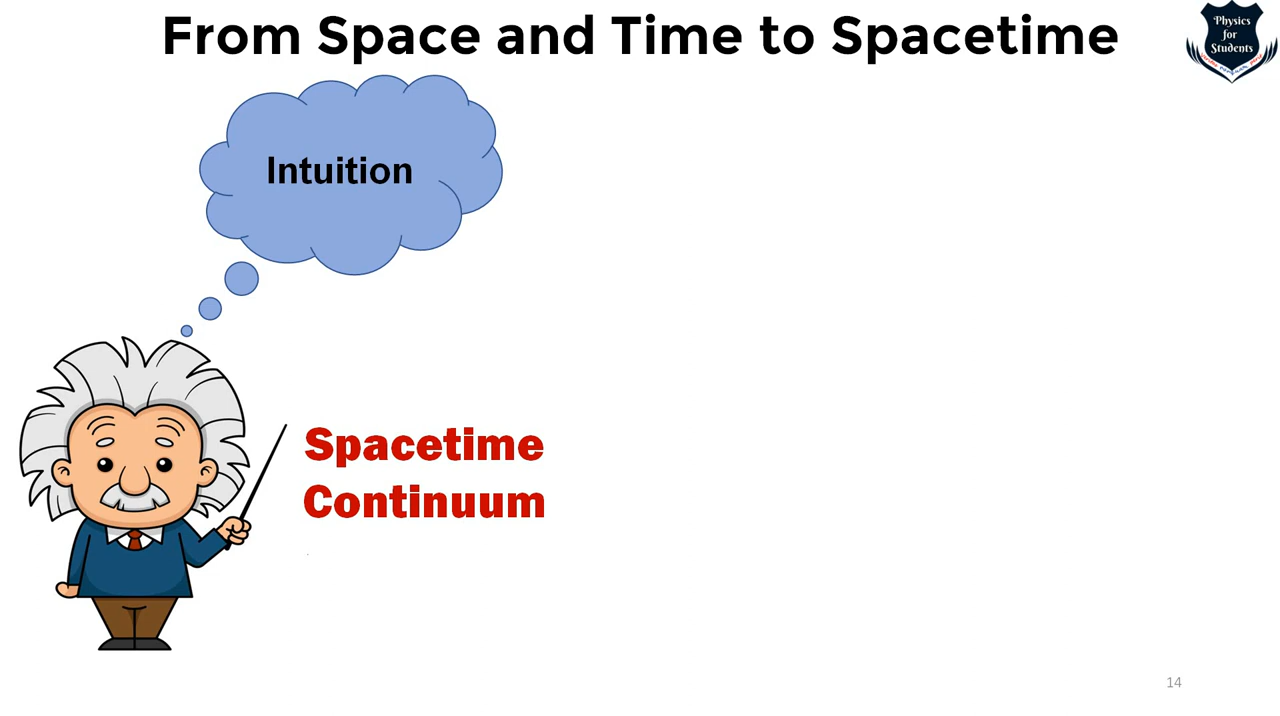 From Space and Time to Spacetime
Physics
for
Students
Intuition
Spacetime
Continuum
14